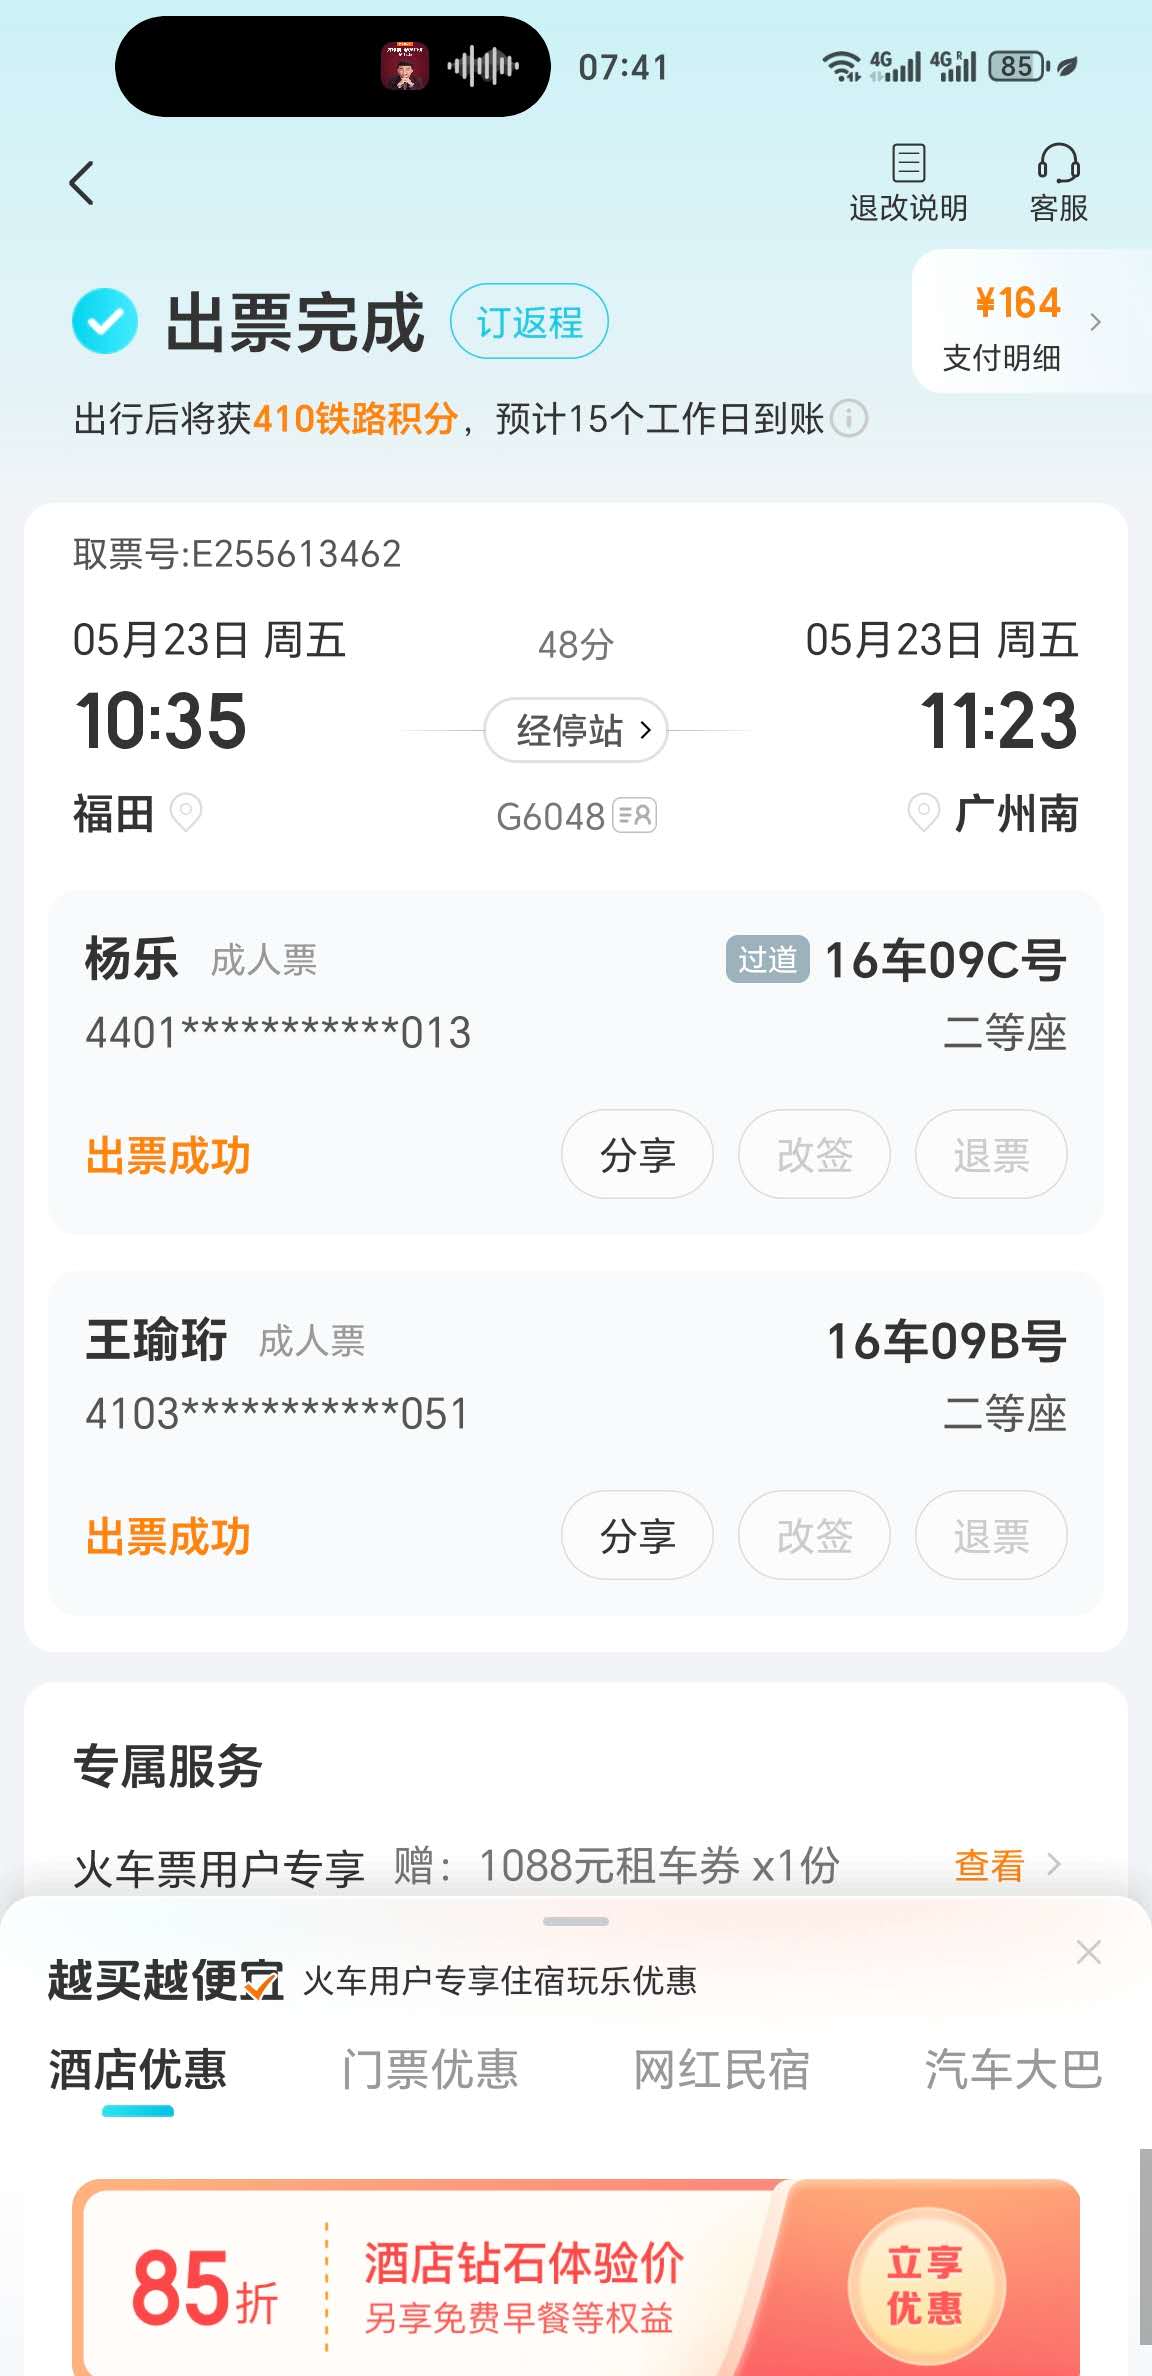 07:41
4G 4G R 85
退改说明 客服
出票完成 订返程
¥164
支付明细
出行后将获410铁路积分，预计15个工作日到账
取票号:E255613462
05月23日 周五 48分 05月23日 周五
10:35 经停站 11:23
福田 G6048 广州南
杨乐 成人票 过道 16车09C号
4401***********013 二等座
出票成功 分享 改签 退票
王瑜珩 成人票 16车09B号
4103***********051 二等座
出票成功 分享 改签 退票
专属服务
火车票用户专享 赠：1088元租车券 x1份 查看
越买越便宜 火车用户专享住宿玩乐优惠
酒店优惠 门票优惠 网红民宿 汽车大巴
85折 酒店钻石体验价 立享
另享免费早餐等权益 优惠